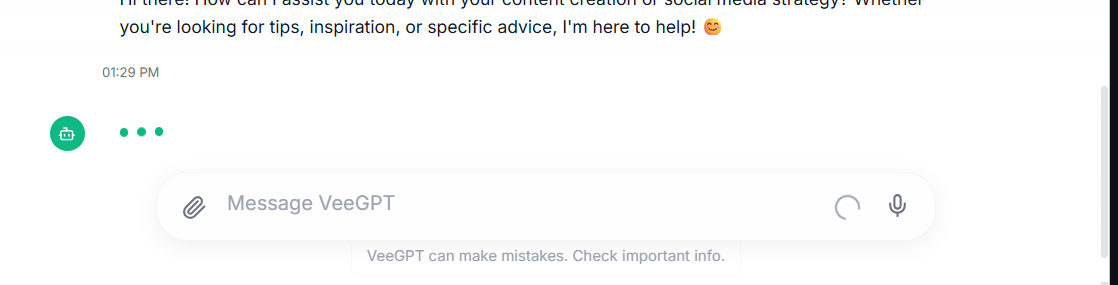 Hi there! How can I assist you today with your content creation or social media strategy? Whether
you're looking for tips, inspiration, or specific advice, I'm here to help! 😊
01:29 PM
Message VeeGPT
VeeGPT can make mistakes. Check important info.